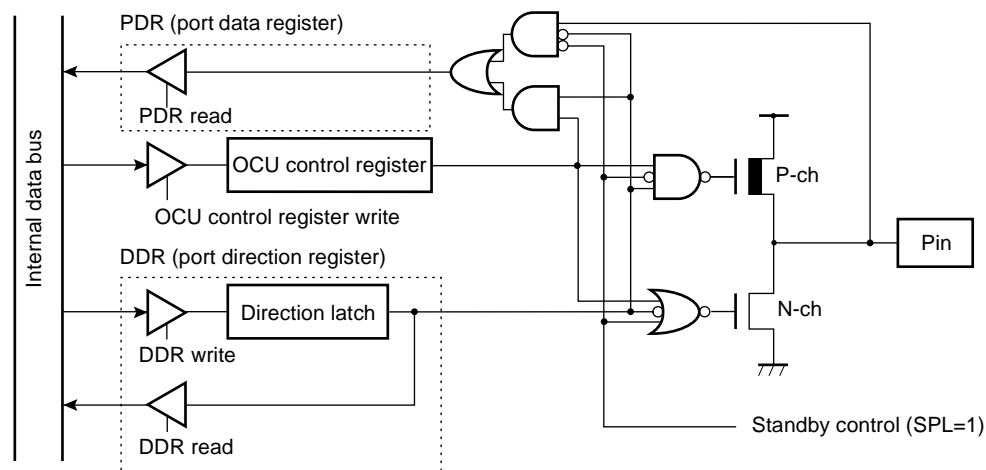 PDR (port data register)
PDR read
Internal data bus
OCU control register
OCU control register write
P-ch
Pin
DDR (port direction register)
Direction latch
N-ch
DDR write
DDR read
Standby control (SPL=1)